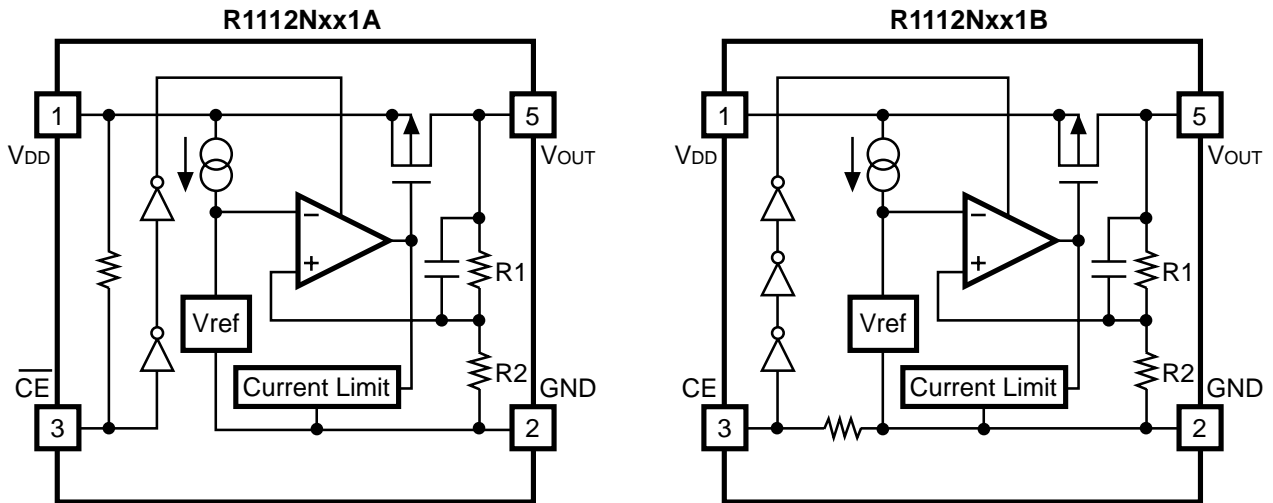 R1112Nxx1A
1
VDD
5
VOUT
−
+
R1
Vref
R2
Current Limit
C̅E̅
GND
3
2
R1112Nxx1B
1
VDD
5
VOUT
−
+
R1
Vref
R2
Current Limit
CE
GND
3
2